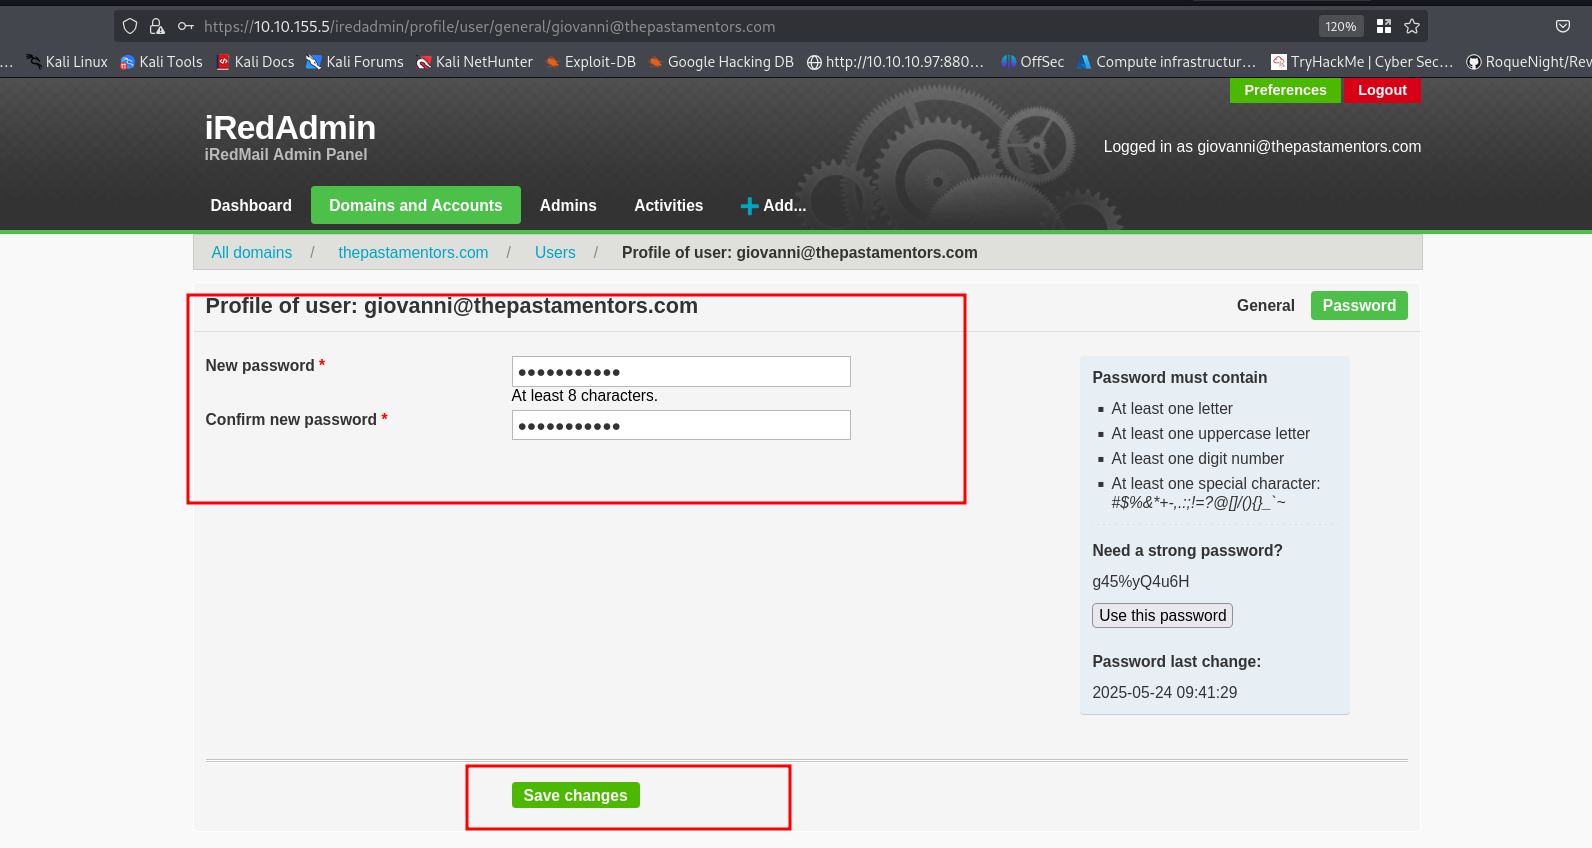 https://10.10.155.5/iredadmin/profile/user/general/giovanni@thepastamentors.com
120%
... Kali Linux Kali Tools Kali Docs Kali Forums Kali NetHunter Exploit-DB Google Hacking DB http://10.10.10.97:880... OffSec Compute infrastructur... TryHackMe | Cyber Sec... RoqueNight/Rev
Preferences Logout
iRedAdmin
iRedMail Admin Panel
Logged in as giovanni@thepastamentors.com
Dashboard Domains and Accounts Admins Activities Add...
All domains / thepastamentors.com / Users / Profile of user: giovanni@thepastamentors.com
Profile of user: giovanni@thepastamentors.com
General Password
New password *
●●●●●●●●●●●
At least 8 characters.
Confirm new password *
●●●●●●●●●●●
Password must contain
At least one letter
At least one uppercase letter
At least one digit number
At least one special character:
#$%&*+-,.:;!=?@[]/(){}_`~
Need a strong password?
g45%yQ4u6H
Use this password
Password last change:
2025-05-24 09:41:29
Save changes